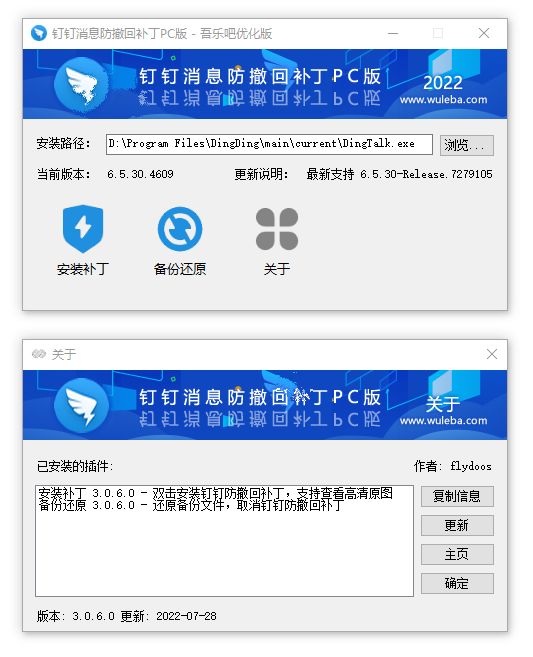 钉钉消息防撤回补丁PC版 - 吾乐吧优化版
钉钉消息防撤回补丁PC版
2022
www.wuleba.com
安装路径: D:\Program Files\DingDing\main\current\DingTalk.exe 浏览...
当前版本: 6.5.30.4609 更新说明: 最新支持 6.5.30-Release.7279105
安装补丁 备份还原 关于
关于
钉钉消息防撤回补丁PC版
关于
www.wuleba.com
已安装的插件: 作者: flydoos
安装补丁 3.0.6.0 - 双击安装钉钉防撤回补丁，支持查看高清原图
备份还原 3.0.6.0 - 还原备份文件，取消钉钉防撤回补丁
复制信息
更新
主页
确定
版本: 3.0.6.0 更新: 2022-07-28